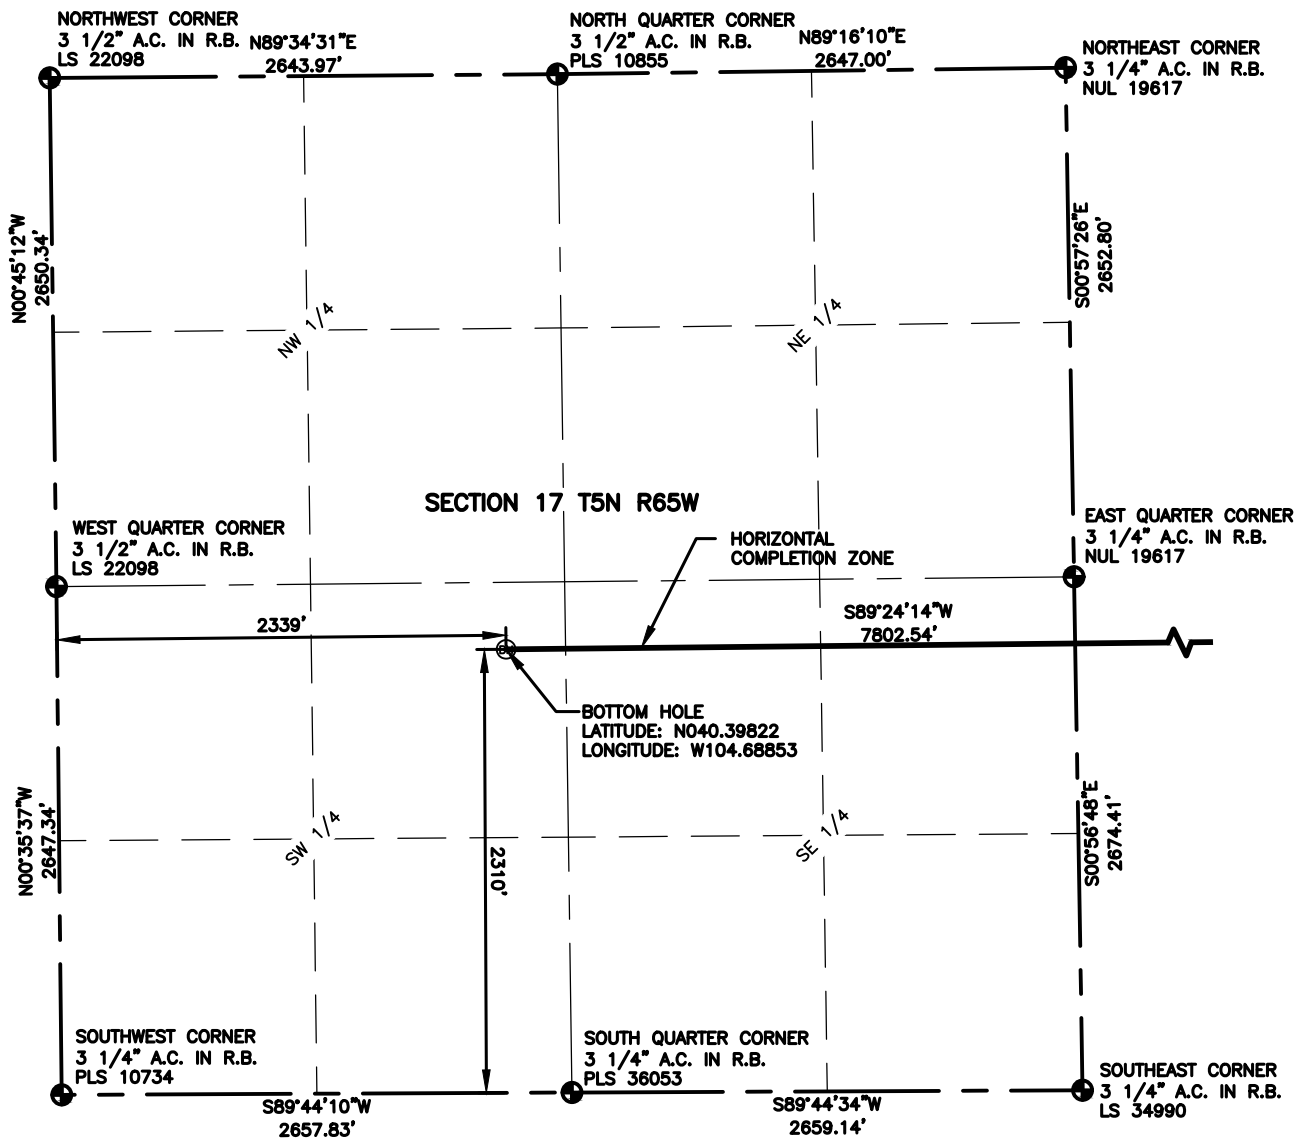 NORTHWEST CORNER
3 1/2" A.C. IN R.B.
LS 22098
N89°34'31"E
2643.97'
NORTH QUARTER CORNER
3 1/2" A.C. IN R.B.
PLS 10855
N89°16'10"E
2647.00'
NORTHEAST CORNER
3 1/4" A.C. IN R.B.
NUL 19617
N00°45'12"W
2650.34'
S00°57'26"E
2652.80'
NW 1/4
NE 1/4
SECTION 17 T5N R65W
WEST QUARTER CORNER
3 1/2" A.C. IN R.B.
LS 22098
HORIZONTAL
COMPLETION ZONE
EAST QUARTER CORNER
3 1/4" A.C. IN R.B.
NUL 19617
2339'
S89°24'14"W
7802.54'
BOTTOM HOLE
LATITUDE: N040.39822
LONGITUDE: W104.68853
N00°35'37"W
2647.34'
SW 1/4
2310'
SE 1/4
S00°56'48"E
2674.41'
SOUTHWEST CORNER
3 1/4" A.C. IN R.B.
PLS 10734
S89°44'10"W
2657.83'
SOUTH QUARTER CORNER
3 1/4" A.C. IN R.B.
PLS 36053
S89°44'34"W
2659.14'
SOUTHEAST CORNER
3 1/4" A.C. IN R.B.
LS 34990